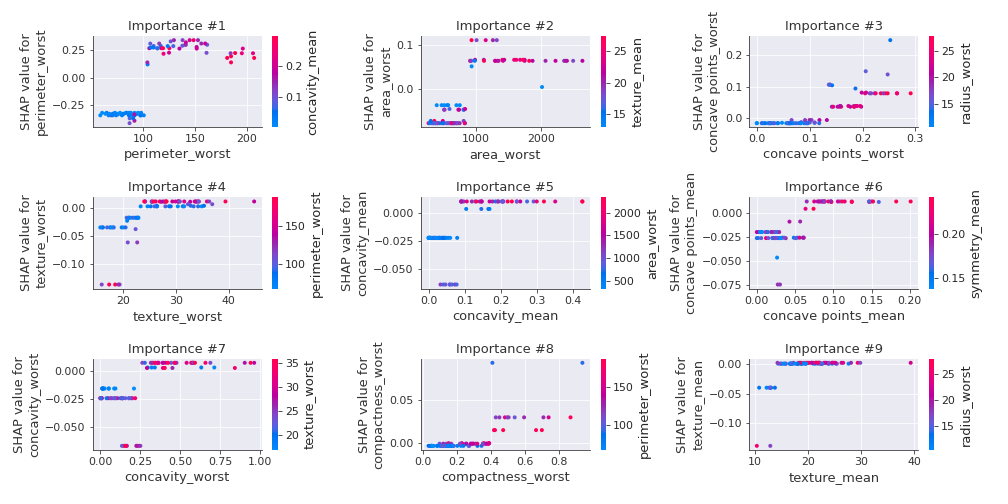 Importance #1
SHAP value for
perimeter_worst
0.25
0.00
−0.25
100
150
200
perimeter_worst
0.2
0.1
concavity_mean
Importance #2
SHAP value for
area_worst
0.1
0.0
1000
2000
area_worst
25
20
15
texture_mean
Importance #3
SHAP value for
concave points_worst
0.2
0.1
0.0
0.0
0.1
0.2
0.3
concave points_worst
25
20
15
radius_worst
Importance #4
SHAP value for
texture_worst
0.00
−0.05
−0.10
20
30
40
texture_worst
150
100
perimeter_worst
Importance #5
SHAP value for
concavity_mean
0.000
−0.025
−0.050
0.0
0.1
0.2
0.3
0.4
concavity_mean
2000
1500
1000
500
area_worst
Importance #6
SHAP value for
concave points_mean
0.000
−0.025
−0.050
−0.075
0.00
0.05
0.10
0.15
0.20
concave points_mean
0.20
0.15
symmetry_mean
Importance #7
SHAP value for
concavity_worst
0.000
−0.025
−0.050
0.00
0.25
0.50
0.75
1.00
concavity_worst
35
30
25
20
texture_worst
Importance #8
SHAP value for
compactness_worst
0.05
0.00
0.0
0.2
0.4
0.6
0.8
compactness_worst
150
100
perimeter_worst
Importance #9
SHAP value for
texture_mean
0.00
−0.05
−0.10
10
20
30
40
texture_mean
25
20
15
radius_worst